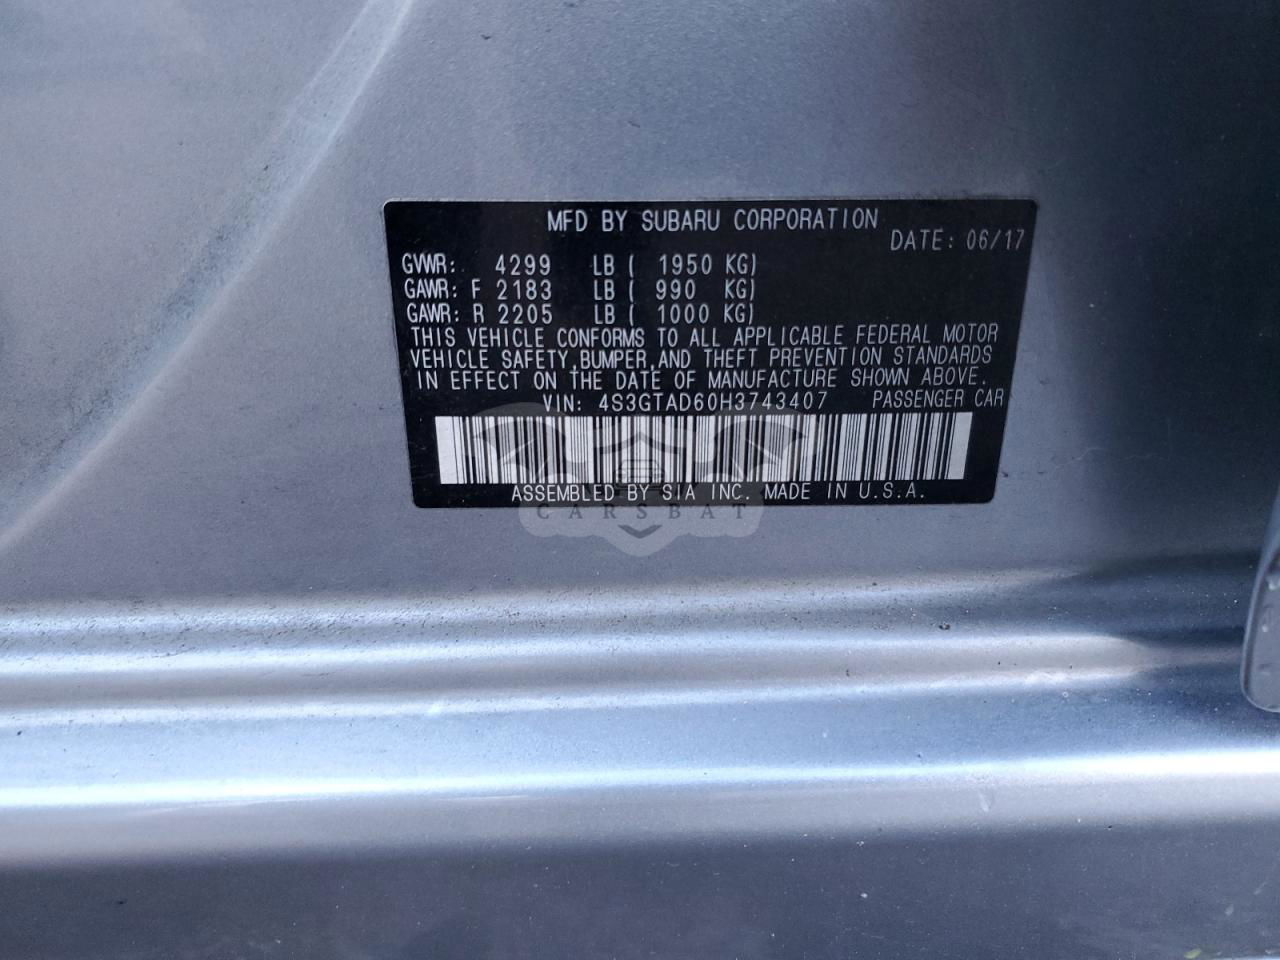 MFD BY SUBARU CORPORATION
DATE: 06/17
GVWR: 4299 LB ( 1950 KG)
GAWR: F 2183 LB ( 990 KG)
GAWR: R 2205 LB ( 1000 KG)
THIS VEHICLE CONFORMS TO ALL APPLICABLE FEDERAL MOTOR
VEHICLE SAFETY,BUMPER,AND THEFT PREVENTION STANDARDS
IN EFFECT ON THE DATE OF MANUFACTURE SHOWN ABOVE.
VIN: 4S3GTAD60H3743407 PASSENGER CAR
ASSEMBLED BY SIA INC. MADE IN U.S.A.
CARSBAT